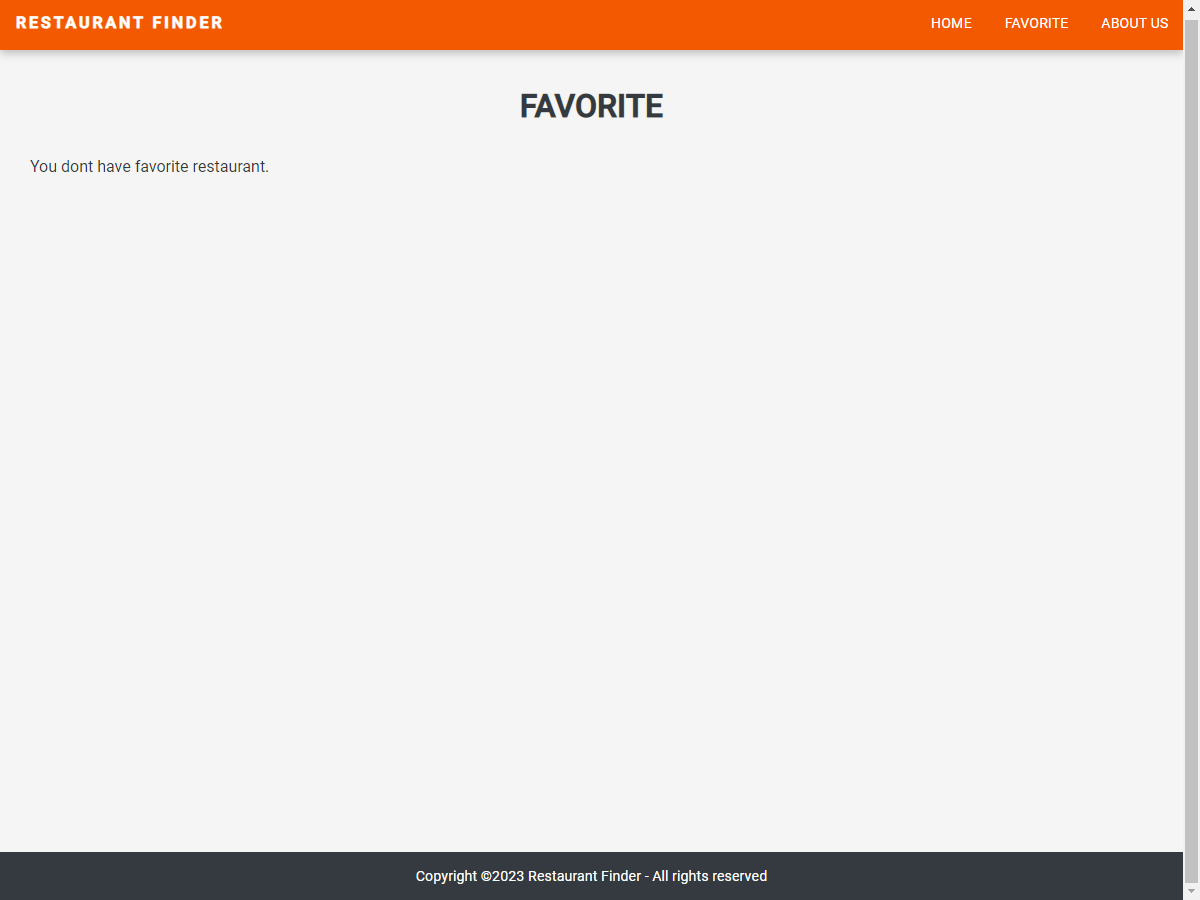 RESTAURANT FINDER
HOME FAVORITE ABOUT US
FAVORITE
You dont have favorite restaurant.
Copyright ©2023 Restaurant Finder - All rights reserved